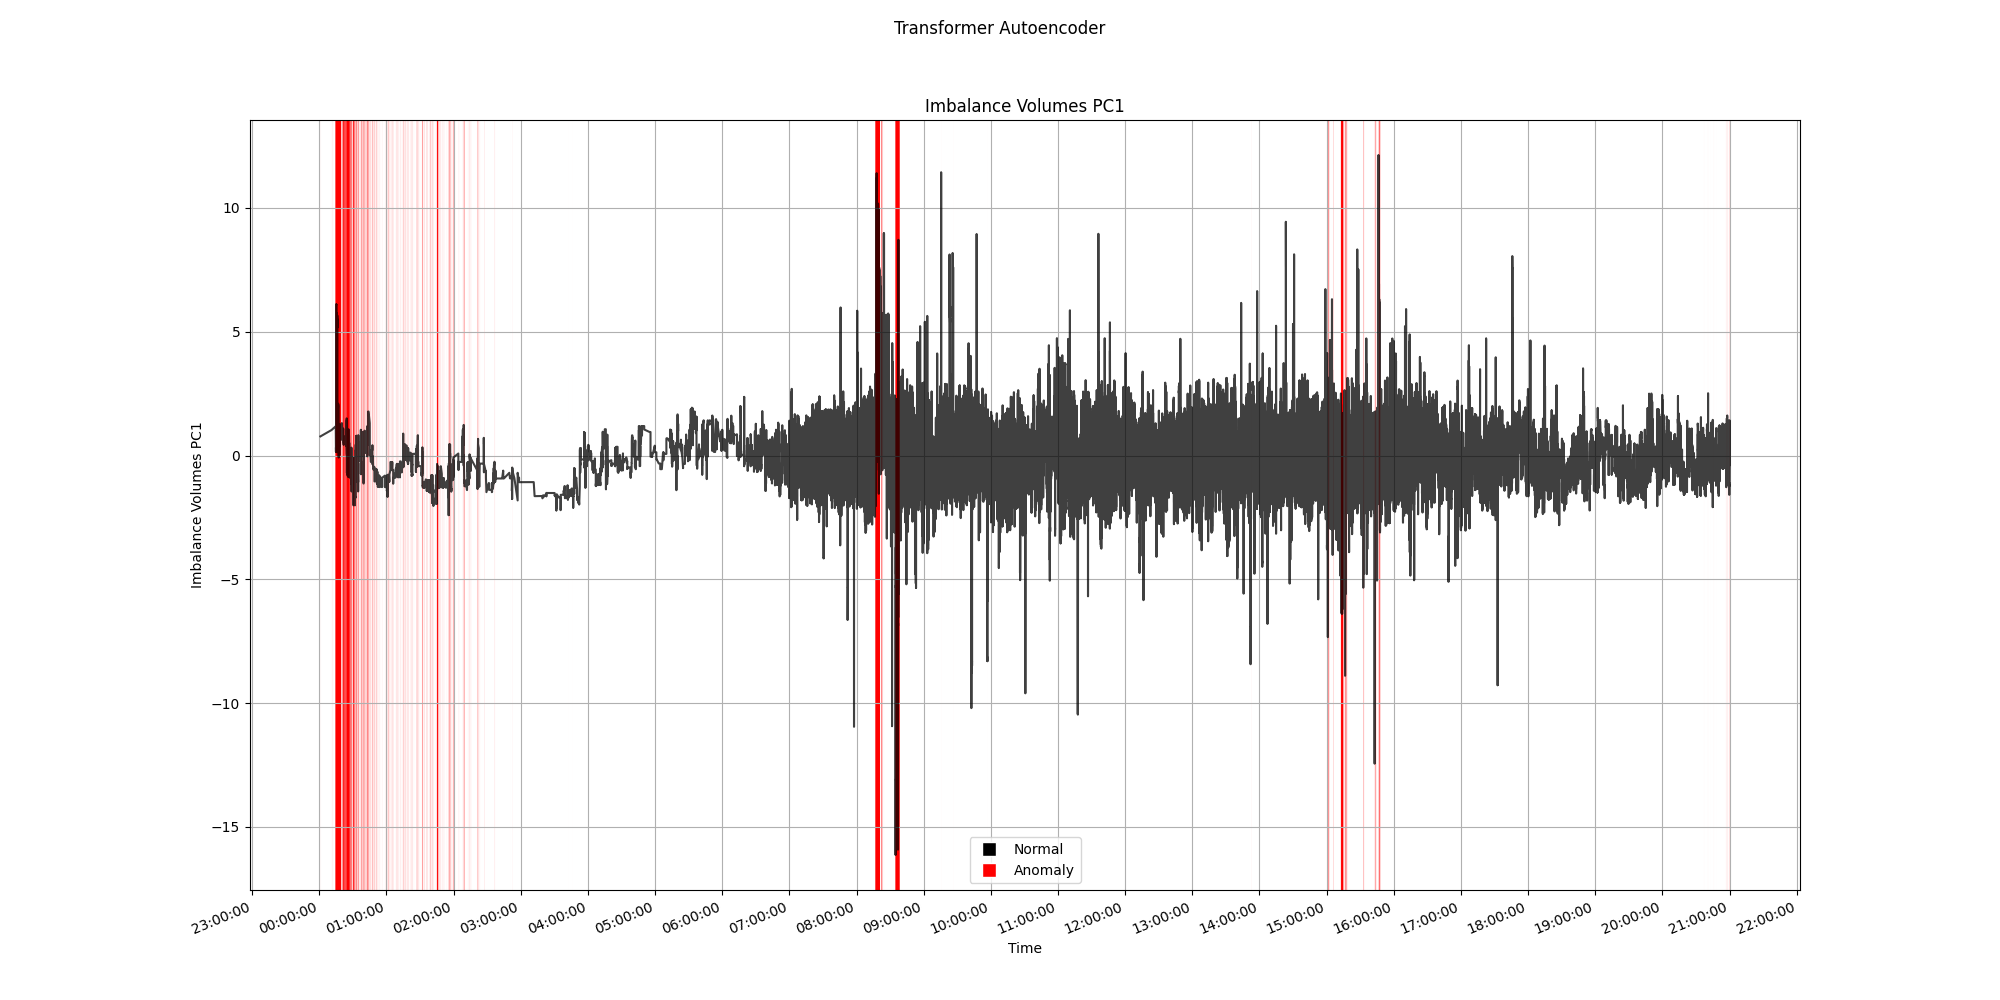 Transformer Autoencoder
Imbalance Volumes PC1
Imbalance Volumes PC1
10
5
0
−5
−10
−15
Normal
Anomaly
23:00:00 00:00:00 01:00:00 02:00:00 03:00:00 04:00:00 05:00:00 06:00:00 07:00:00 08:00:00 09:00:00 10:00:00 11:00:00 12:00:00 13:00:00 14:00:00 15:00:00 16:00:00 17:00:00 18:00:00 19:00:00 20:00:00 21:00:00 22:00:00
Time